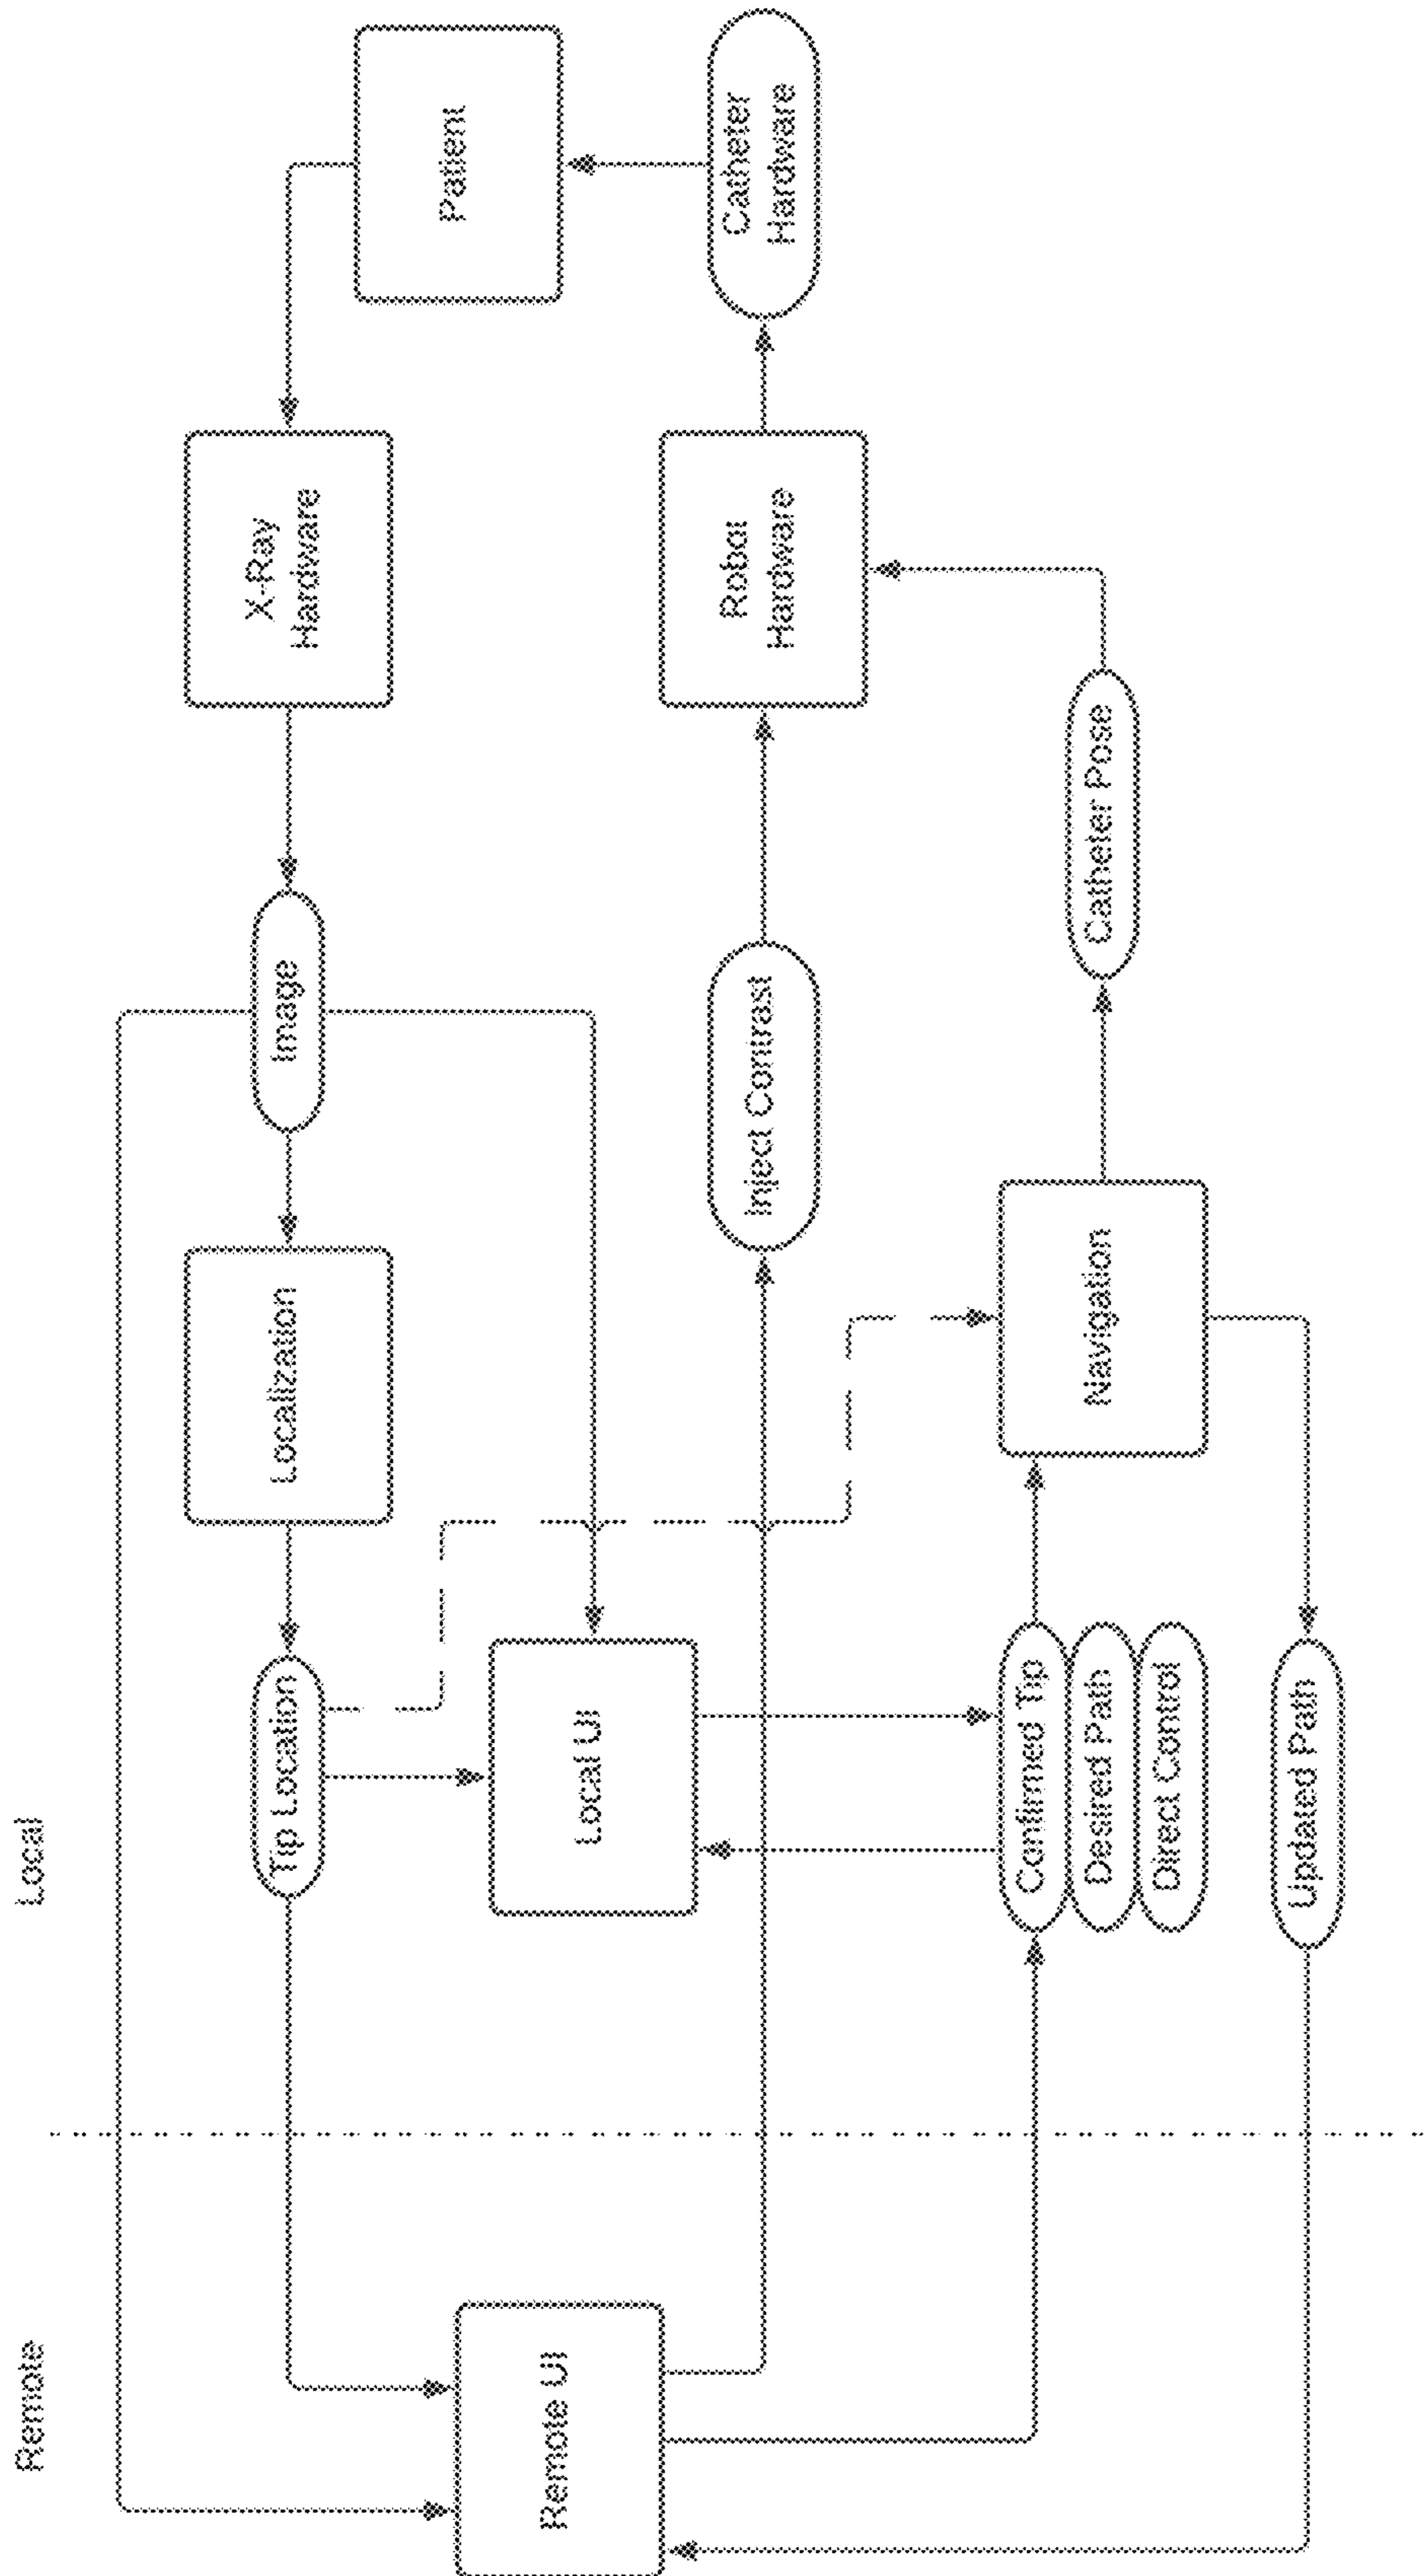 Remote
Local
Tip Location
Localization
Image
X-Ray
Hardware
Patient
Remote UI
Local UI
Inject Contrast
Robot
Hardware
Catheter
Hardware
Confirmed Tip
Desired Path
Direct Control
Navigation
Catheter Pose
Updated Path